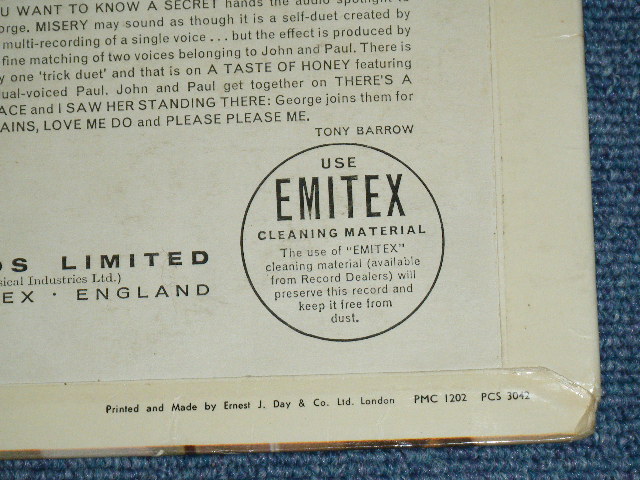 U WANT TO KNOW A SECRET hands the audio spotlight to
orge. MISERY may sound as though it is a self-duet created by
multi-recording of a single voice . . . but the effect is produced by
fine matching of two voices belonging to John and Paul. There is
y one 'trick duet' and that is on A TASTE OF HONEY featuring
ual-voiced Paul. John and Paul get together on THERE'S A
ACE and I SAW HER STANDING THERE: George joins them for
AINS, LOVE ME DO and PLEASE PLEASE ME.
TONY BARROW
USE
EMITEX
CLEANING MATERIAL
The use of "EMITEX"
cleaning material (available
from Record Dealers) will
preserve this record and
keep it free from
dust.
DS LIMITED
sical Industries Ltd.)
EX · ENGLAND
Printed and Made by Ernest J. Day & Co. Ltd. London PMC 1202 PCS 3042